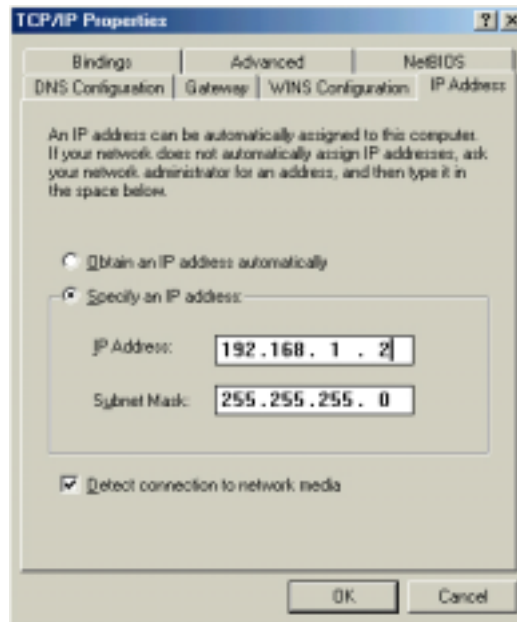 TCP/IP Properties
Bindings Advanced NetBIOS
DNS Configuration Gateway WINS Configuration IP Address
An IP address can be automatically assigned to this computer.
If your network does not automatically assign IP addresses, ask
your network administrator for an address, and then type it in
the space below.
Obtain an IP address automatically
Specify an IP address:
IP Address: 192.168. 1 . 2
Subnet Mask: 255.255.255. 0
Detect connection to network media
OK Cancel